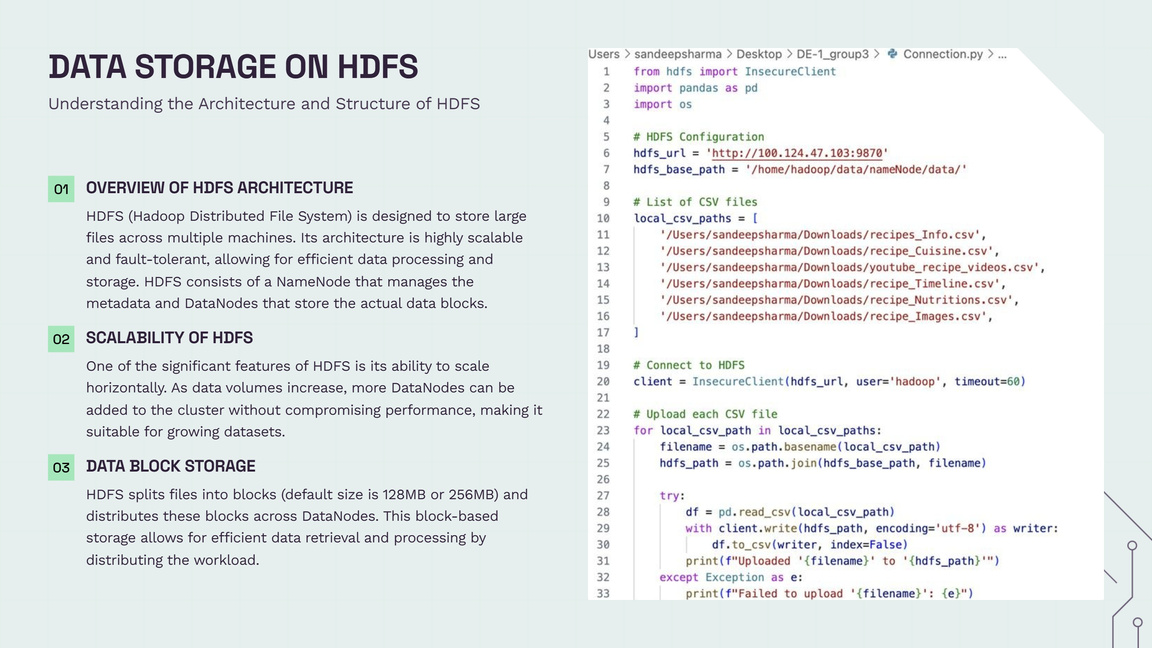 DATA STORAGE ON HDFS
Understanding the Architecture and Structure of HDFS
01 OVERVIEW OF HDFS ARCHITECTURE
HDFS (Hadoop Distributed File System) is designed to store large
files across multiple machines. Its architecture is highly scalable
and fault-tolerant, allowing for efficient data processing and
storage. HDFS consists of a NameNode that manages the
metadata and DataNodes that store the actual data blocks.
02 SCALABILITY OF HDFS
One of the significant features of HDFS is its ability to scale
horizontally. As data volumes increase, more DataNodes can be
added to the cluster without compromising performance, making it
suitable for growing datasets.
03 DATA BLOCK STORAGE
HDFS splits files into blocks (default size is 128MB or 256MB) and
distributes these blocks across DataNodes. This block-based
storage allows for efficient data retrieval and processing by
distributing the workload.
Users > sandeepsharma > Desktop > DE-1_group3 > Connection.py > ...
1 from hdfs import InsecureClient
2 import pandas as pd
3 import os
4
5 # HDFS Configuration
6 hdfs_url = 'http://100.124.47.103:9870'
7 hdfs_base_path = '/home/hadoop/data/nameNode/data/'
8
9 # List of CSV files
10 local_csv_paths = [
11     '/Users/sandeepsharma/Downloads/recipes_Info.csv',
12     '/Users/sandeepsharma/Downloads/recipe_Cuisine.csv',
13     '/Users/sandeepsharma/Downloads/youtube_recipe_videos.csv',
14     '/Users/sandeepsharma/Downloads/recipe_Timeline.csv',
15     '/Users/sandeepsharma/Downloads/recipe_Nutritions.csv',
16     '/Users/sandeepsharma/Downloads/recipe_Images.csv',
17 ]
18
19 # Connect to HDFS
20 client = InsecureClient(hdfs_url, user='hadoop', timeout=60)
21
22 # Upload each CSV file
23 for local_csv_path in local_csv_paths:
24     filename = os.path.basename(local_csv_path)
25     hdfs_path = os.path.join(hdfs_base_path, filename)
26
27     try:
28         df = pd.read_csv(local_csv_path)
29         with client.write(hdfs_path, encoding='utf-8') as writer:
30             df.to_csv(writer, index=False)
31         print(f"Uploaded '{filename}' to '{hdfs_path}'")
32     except Exception as e:
33         print(f"Failed to upload '{filename}': {e}")